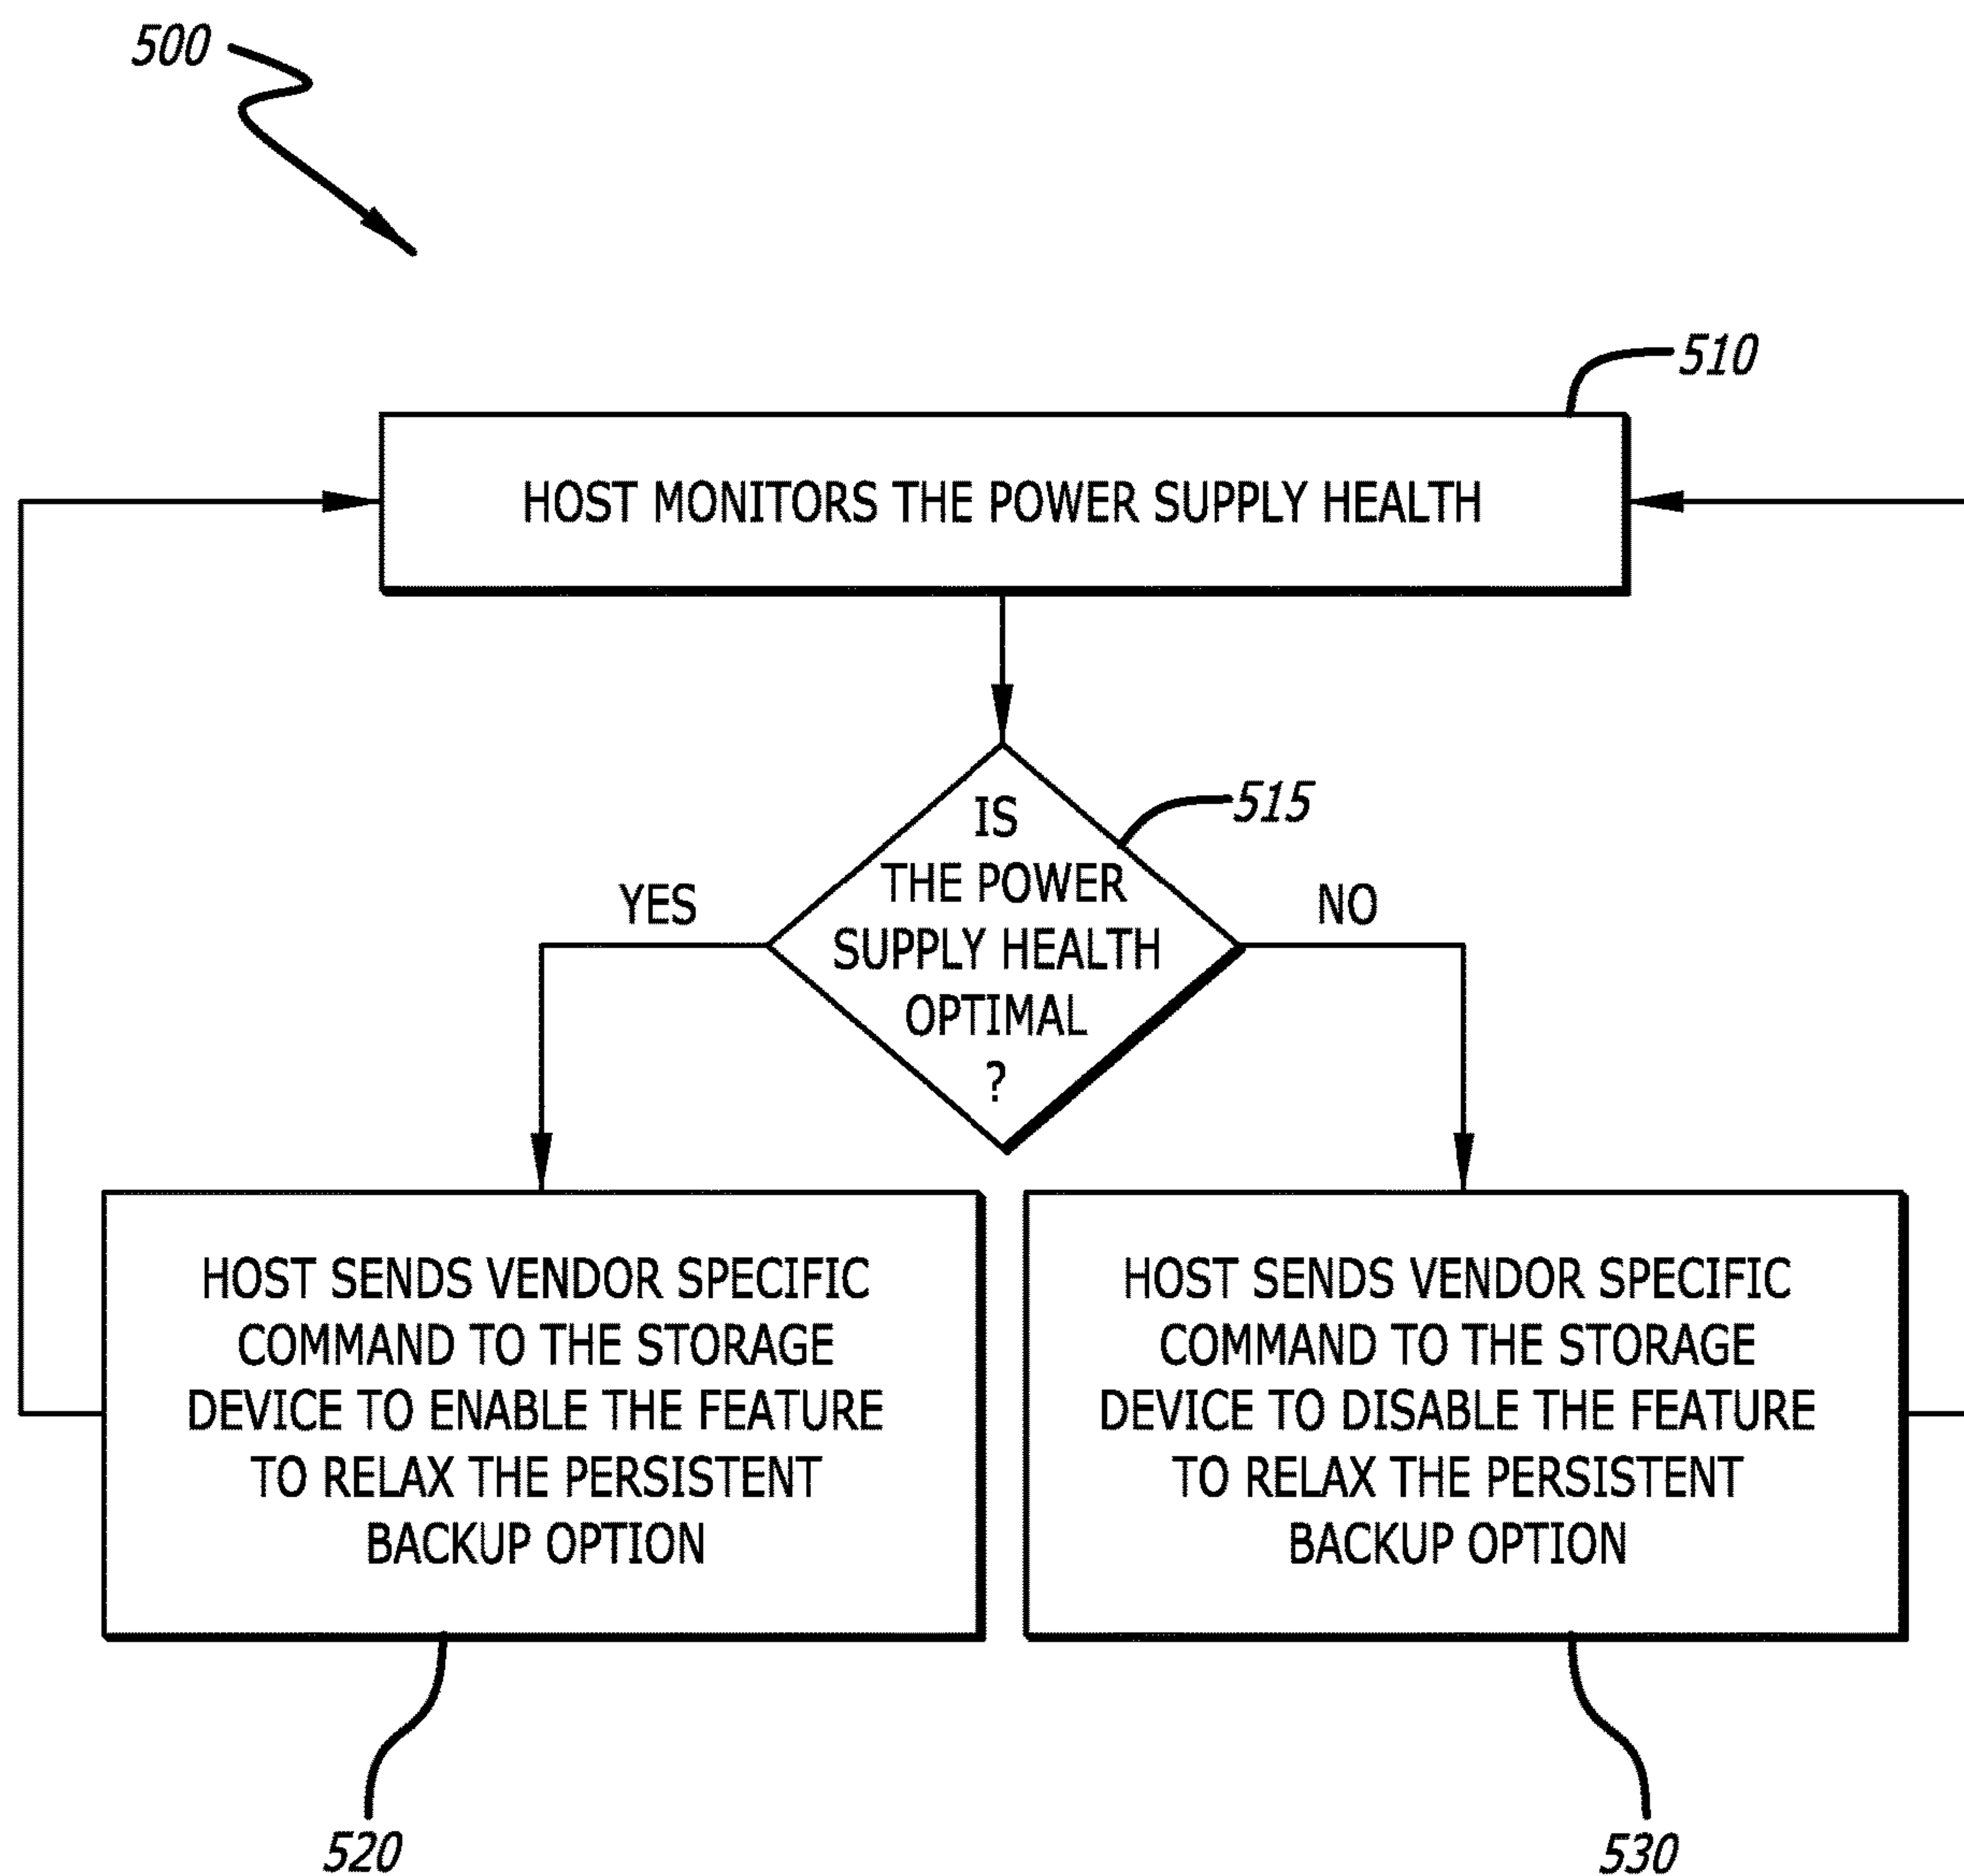 500
510
HOST MONITORS THE POWER SUPPLY HEALTH
515
IS
THE POWER
SUPPLY HEALTH
OPTIMAL
?
YES
NO
HOST SENDS VENDOR SPECIFIC
COMMAND TO THE STORAGE
DEVICE TO ENABLE THE FEATURE
TO RELAX THE PERSISTENT
BACKUP OPTION
HOST SENDS VENDOR SPECIFIC
COMMAND TO THE STORAGE
DEVICE TO DISABLE THE FEATURE
TO RELAX THE PERSISTENT
BACKUP OPTION
520
530